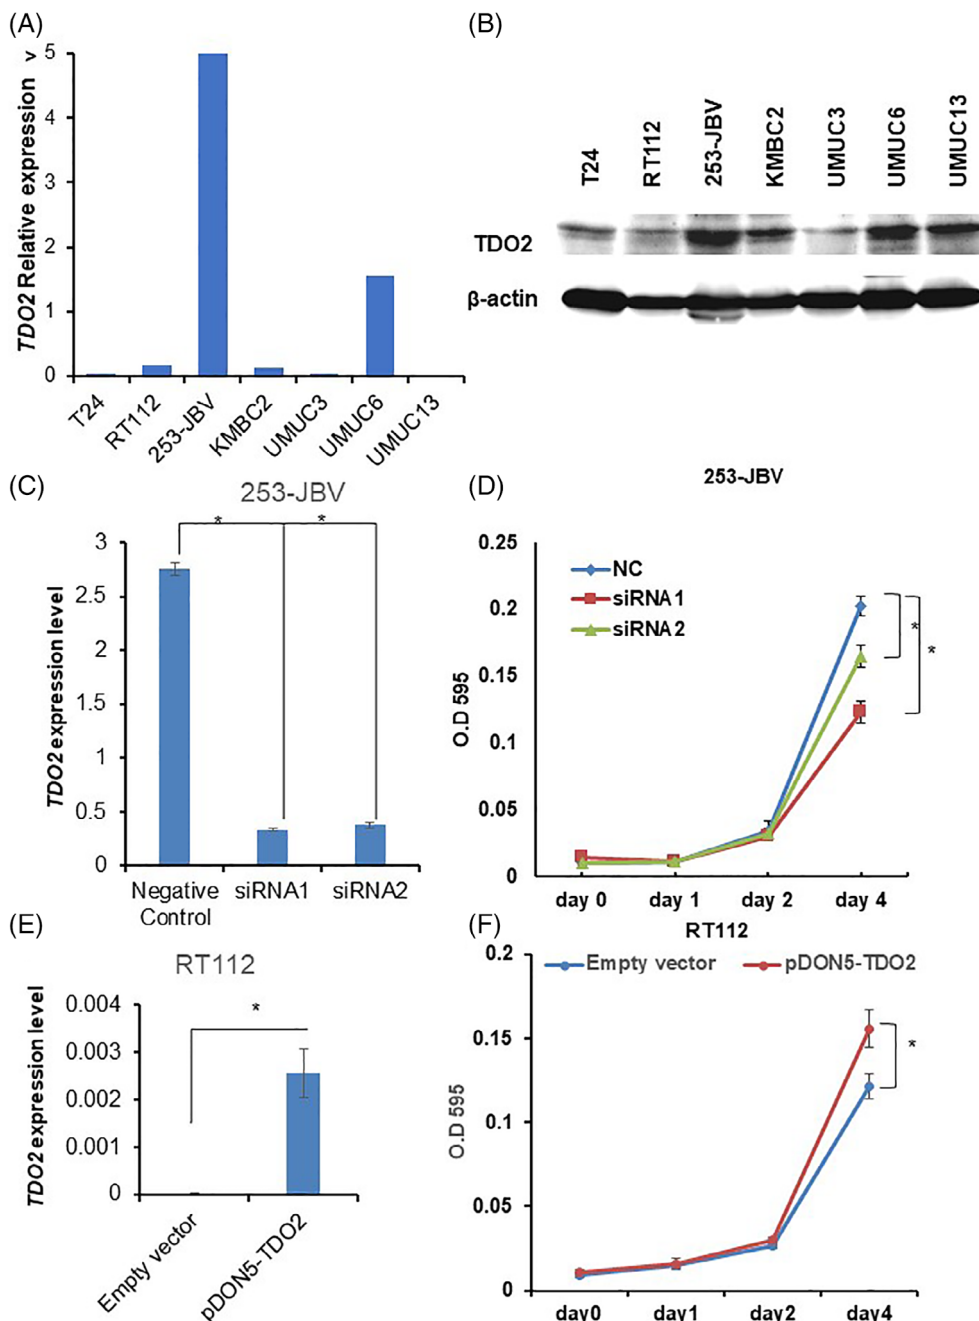 (A)
TDO2 Relative expression
v
5
4
3
2
1
0
T24
RT112
253-JBV
KMBC2
UMUC3
UMUC6
UMUC13
(B)
T24
RT112
253-JBV
KMBC2
UMUC3
UMUC6
UMUC13
TDO2
β-actin
(C)
253-JBV
* *
TDO2 expression level
3
2.5
2
1.5
1
0.5
0
Negative
Control
siRNA1
siRNA2
(D)
253-JBV
O.D 595
0.25
0.2
0.15
0.1
0.05
0
NC
siRNA1
siRNA2
*
*
day 0
day 1
day 2
day 4
(E)
RT112
*
TDO2 expression level
0.004
0.003
0.002
0.001
0
Empty vector
pDON5-TDO2
(F)
RT112
O.D 595
0.2
0.15
0.1
0.05
0
Empty vector
pDON5-TDO2
*
day0
day1
day2
day4